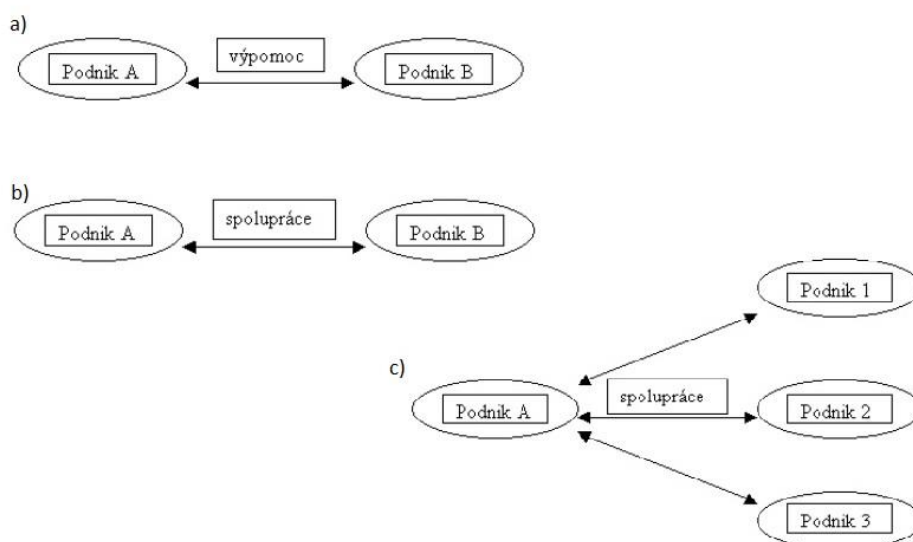 a)
výpomoc
Podnik A
Podnik B
b)
spolupráce
Podnik A
Podnik B
Podnik 1
c)
spolupráce
Podnik A
Podnik 2
Podnik 3